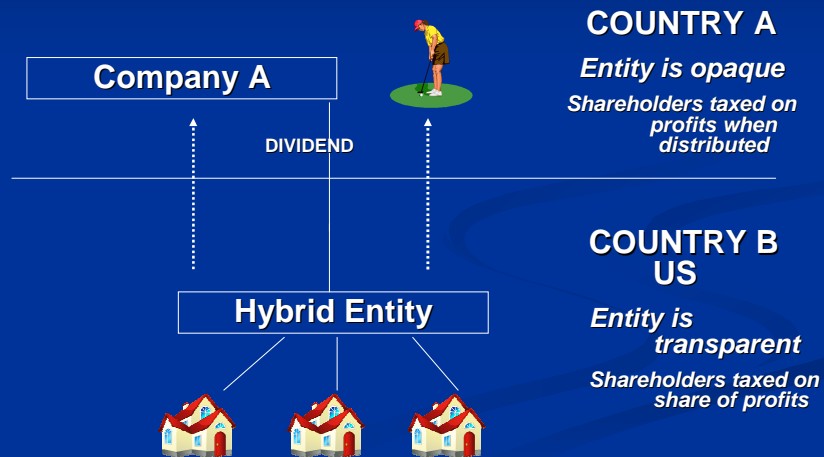 COUNTRY A
Company A
Entity is opaque
Shareholders taxed on
profits when
distributed
DIVIDEND
COUNTRY B
US
Hybrid Entity
Entity is
transparent
Shareholders taxed on
share of profits